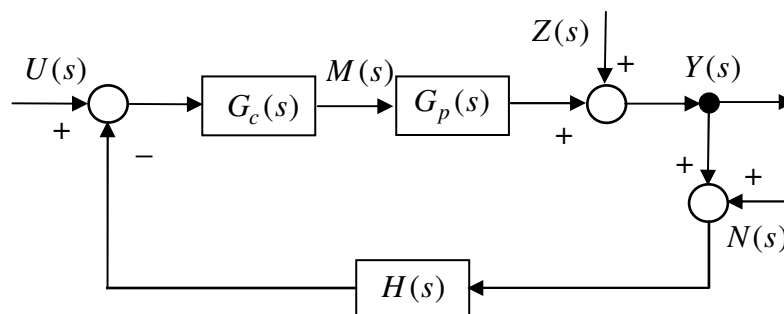 Z(s)
+
U(s)
M(s)
Y(s)
G_c(s)
G_p(s)
+
+
−
+
+
N(s)
H(s)